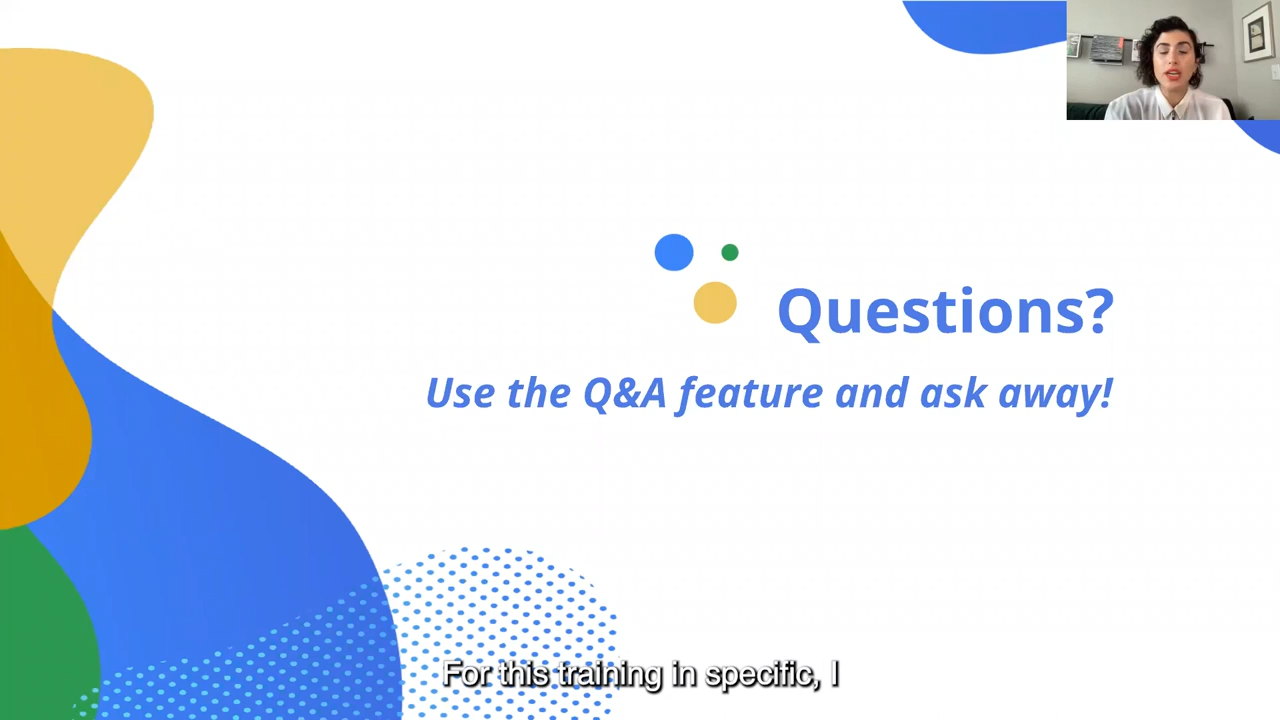 Questions?
Use the Q&A feature and ask away!
For this training in specific, I